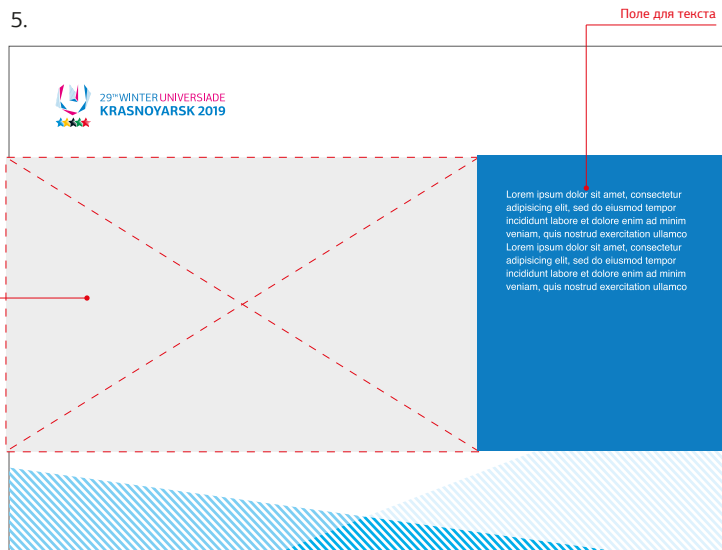 5.
Поле для текста
29TH WINTER UNIVERSIADE
KRASNOYARSK 2019
Lorem ipsum dolor sit amet, consectetur
adipisicing elit, sed do eiusmod tempor
incididunt labore et dolore enim ad minim
veniam, quis nostrud exercitation ullamco
Lorem ipsum dolor sit amet, consectetur
adipisicing elit, sed do eiusmod tempor
incididunt labore et dolore enim ad minim
veniam, quis nostrud exercitation ullamco